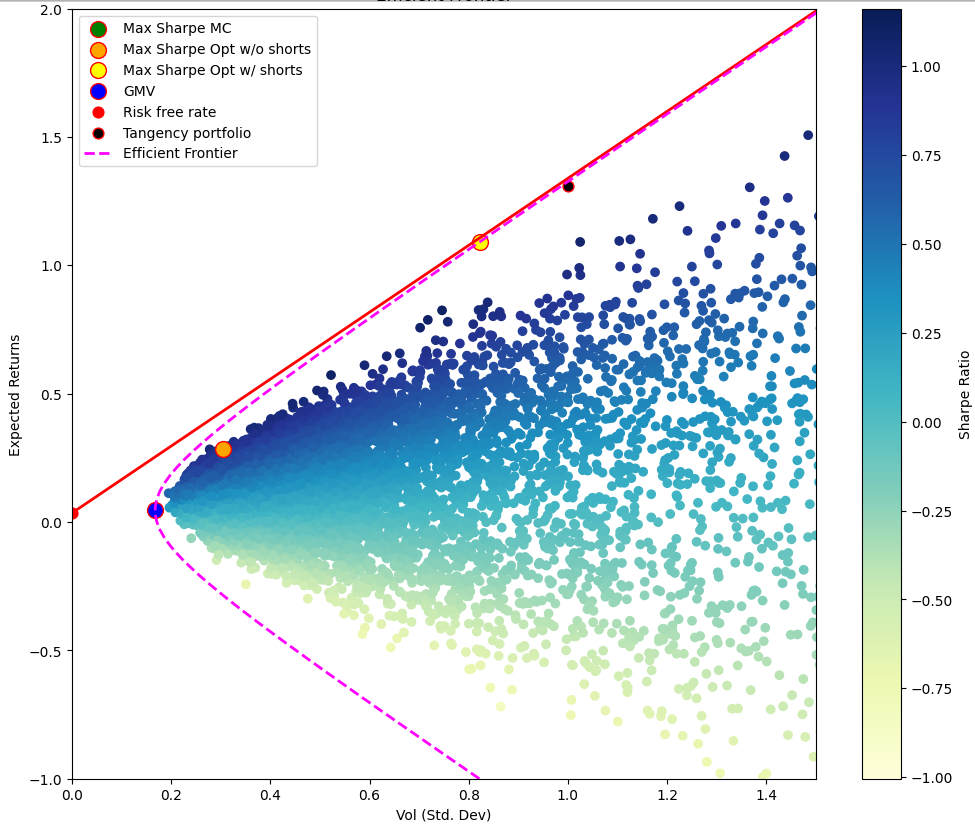 Efficient Frontier
Max Sharpe MC
Max Sharpe Opt w/o shorts
Max Sharpe Opt w/ shorts
GMV
Risk free rate
Tangency portfolio
Efficient Frontier
2.0
1.5
1.0
0.5
0.0
−0.5
−1.0
Expected Returns
0.0 0.2 0.4 0.6 0.8 1.0 1.2 1.4
Vol (Std. Dev)
1.00
0.75
0.50
0.25
0.00
−0.25
−0.50
−0.75
−1.00
Sharpe Ratio